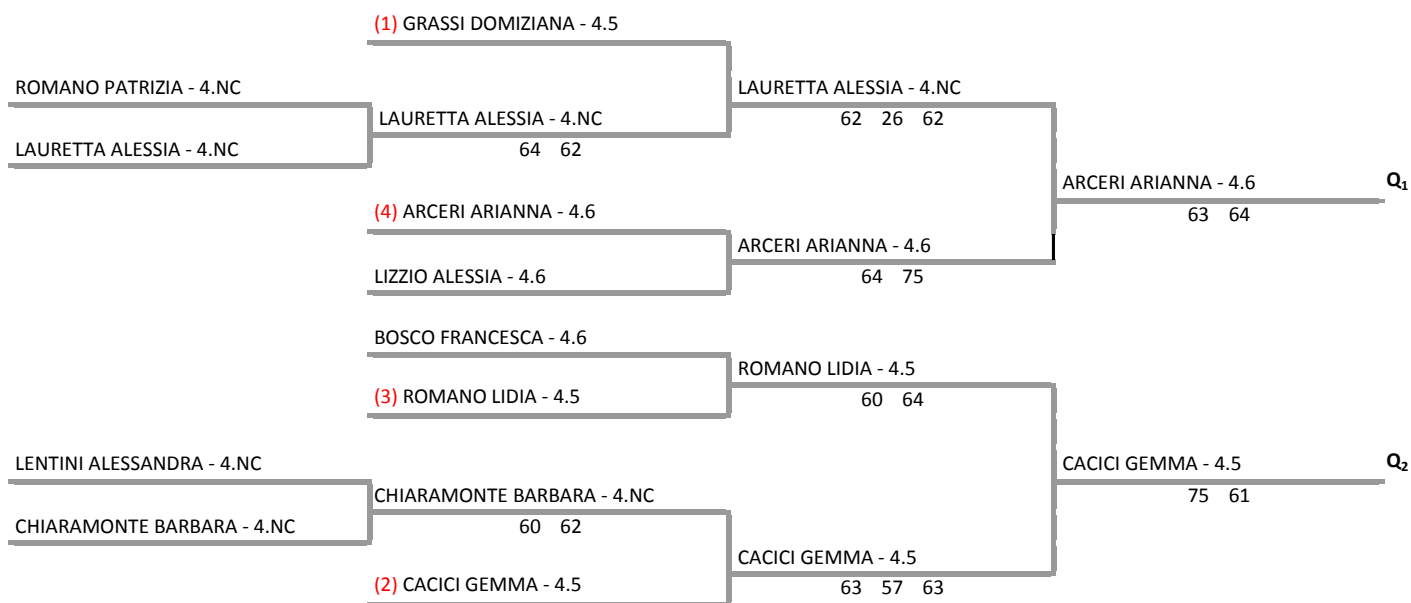 (1) GRASSI DOMIZIANA - 4.5
ROMANO PATRIZIA - 4.NC
LAURETTA ALESSIA - 4.NC
LAURETTA ALESSIA - 4.NC
62 26 62
LAURETTA ALESSIA - 4.NC
64 62
ARCERI ARIANNA - 4.6
Q₁
63 64
(4) ARCERI ARIANNA - 4.6
ARCERI ARIANNA - 4.6
64 75
LIZZIO ALESSIA - 4.6
BOSCO FRANCESCA - 4.6
ROMANO LIDIA - 4.5
60 64
(3) ROMANO LIDIA - 4.5
LENTINI ALESSANDRA - 4.NC
CACICI GEMMA - 4.5
Q₂
75 61
CHIARAMONTE BARBARA - 4.NC
60 62
CHIARAMONTE BARBARA - 4.NC
CACICI GEMMA - 4.5
63 57 63
(2) CACICI GEMMA - 4.5